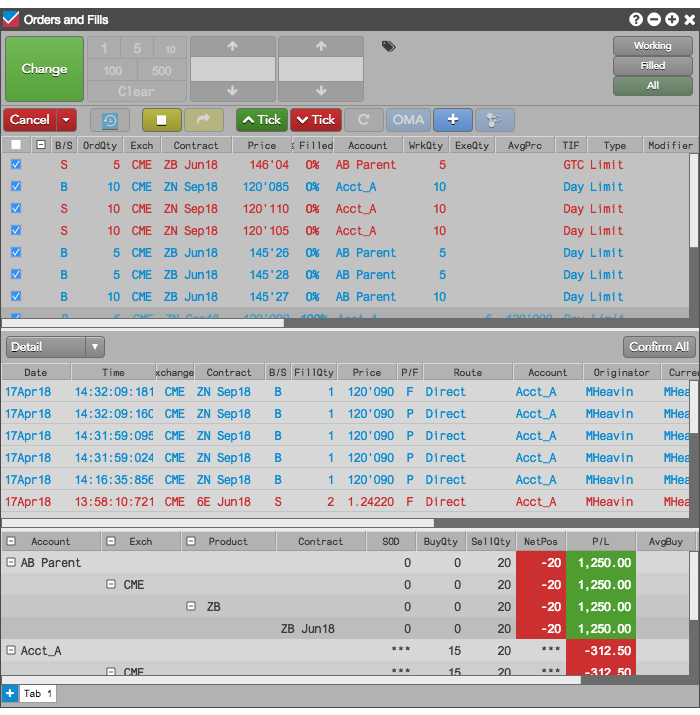 Orders and Fills
Change
1 5 10
100 500
Clear
Working
Filled
All
Cancel
Tick Tick OMA
B/S OrdQty Exch Contract Price Filled Account WrkQty ExeQty AvgPrc TIF Type Modifier
S 5 CME ZB Jun18 146'04 0% AB Parent 5 GTC Limit
B 10 CME ZN Sep18 120'085 0% Acct_A 10 Day Limit
S 10 CME ZN Sep18 120'110 0% Acct_A 10 Day Limit
S 10 CME ZN Sep18 120'105 0% Acct_A 10 Day Limit
B 5 CME ZB Jun18 145'26 0% AB Parent 5 Day Limit
B 5 CME ZB Jun18 145'28 0% AB Parent 5 Day Limit
B 10 CME ZB Jun18 145'27 0% AB Parent 10 Day Limit
Detail Confirm All
Date Time xchange Contract B/S FillQty Price P/F Route Account Originator Curre
17Apr18 14:32:09:181 CME ZN Sep18 B 1 120'090 F Direct Acct_A MHeavin MHea
17Apr18 14:32:09:160 CME ZN Sep18 B 1 120'090 P Direct Acct_A MHeavin MHea
17Apr18 14:31:59:095 CME ZN Sep18 B 1 120'090 P Direct Acct_A MHeavin MHea
17Apr18 14:31:59:024 CME ZN Sep18 B 1 120'090 P Direct Acct_A MHeavin MHea
17Apr18 14:16:35:856 CME ZN Sep18 B 1 120'090 P Direct Acct_A MHeavin MHea
17Apr18 13:58:10:721 CME 6E Jun18 S 2 1.24220 F Direct Acct_A MHeavin MHea
Account Exch Product Contract SOD BuyQty SellQty NetPos P/L AvgBuy
AB Parent 0 0 20 -20 1,250.00
CME 0 0 20 -20 1,250.00
ZB 0 0 20 -20 1,250.00
ZB Jun18 0 0 20 -20 1,250.00
Acct_A *** 15 20 *** -312.50
CME *** 15 20 *** -312.50
Tab 1